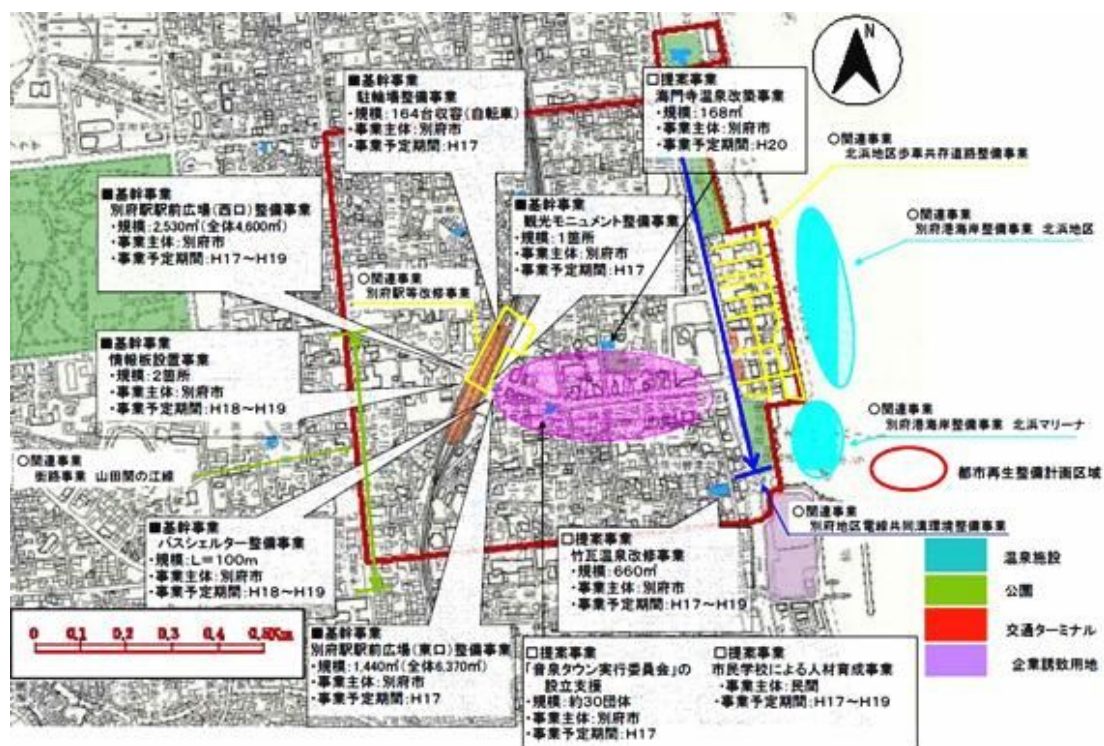 N
■基幹事業
駐輪場整備事業
・規模:164台収容(自転車)
・事業主体:別府市
・事業予定期間:H17
□提案事業
海門寺温泉改築事業
・規模:168㎡
・事業主体:別府市
・事業予定期間:H20
○関連事業
北浜地区歩車共存道路整備事業
■基幹事業
別府駅駅前広場(西口)整備事業
・規模:2,530㎡(全体4,600㎡)
・事業主体:別府市
・事業予定期間:H17~H19
■基幹事業
観光モニュメント整備事業
・規模:1箇所
・事業主体:別府市
・事業予定期間:H17
○関連事業
別府港海岸整備事業 北浜地区
○関連事業
別府駅等改修事業
■基幹事業
情報板設置事業
・規模:2箇所
・事業主体:別府市
・事業予定期間:H18~H19
○関連事業
別府港海岸整備事業 北浜マリーナ
○関連事業
街路事業 山田関の江線
都市再生整備計画区域
○関連事業
別府地区電線共同溝環境整備事業
■基幹事業
バスシェルター整備事業
・規模:L=100m
・事業主体:別府市
・事業予定期間:H18~H19
□提案事業
竹瓦温泉改修事業
・規模:660㎡
・事業主体:別府市
・事業予定期間:H17~H19
温泉施設
公園
交通ターミナル
企業誘致用地
0 0.1 0.2 0.3 0.4 0.5Km
■基幹事業
別府駅駅前広場(東口)整備事業
・規模:1,440㎡(全体6,370㎡)
・事業主体:別府市
・事業予定期間:H17
□提案事業
「音泉タウン実行委員会」の
設立支援
・規模:約30団体
・事業主体:別府市
・事業予定期間:H17
□提案事業
市民学校による人材育成事業
・事業主体:民間
・事業予定期間:H17~H19